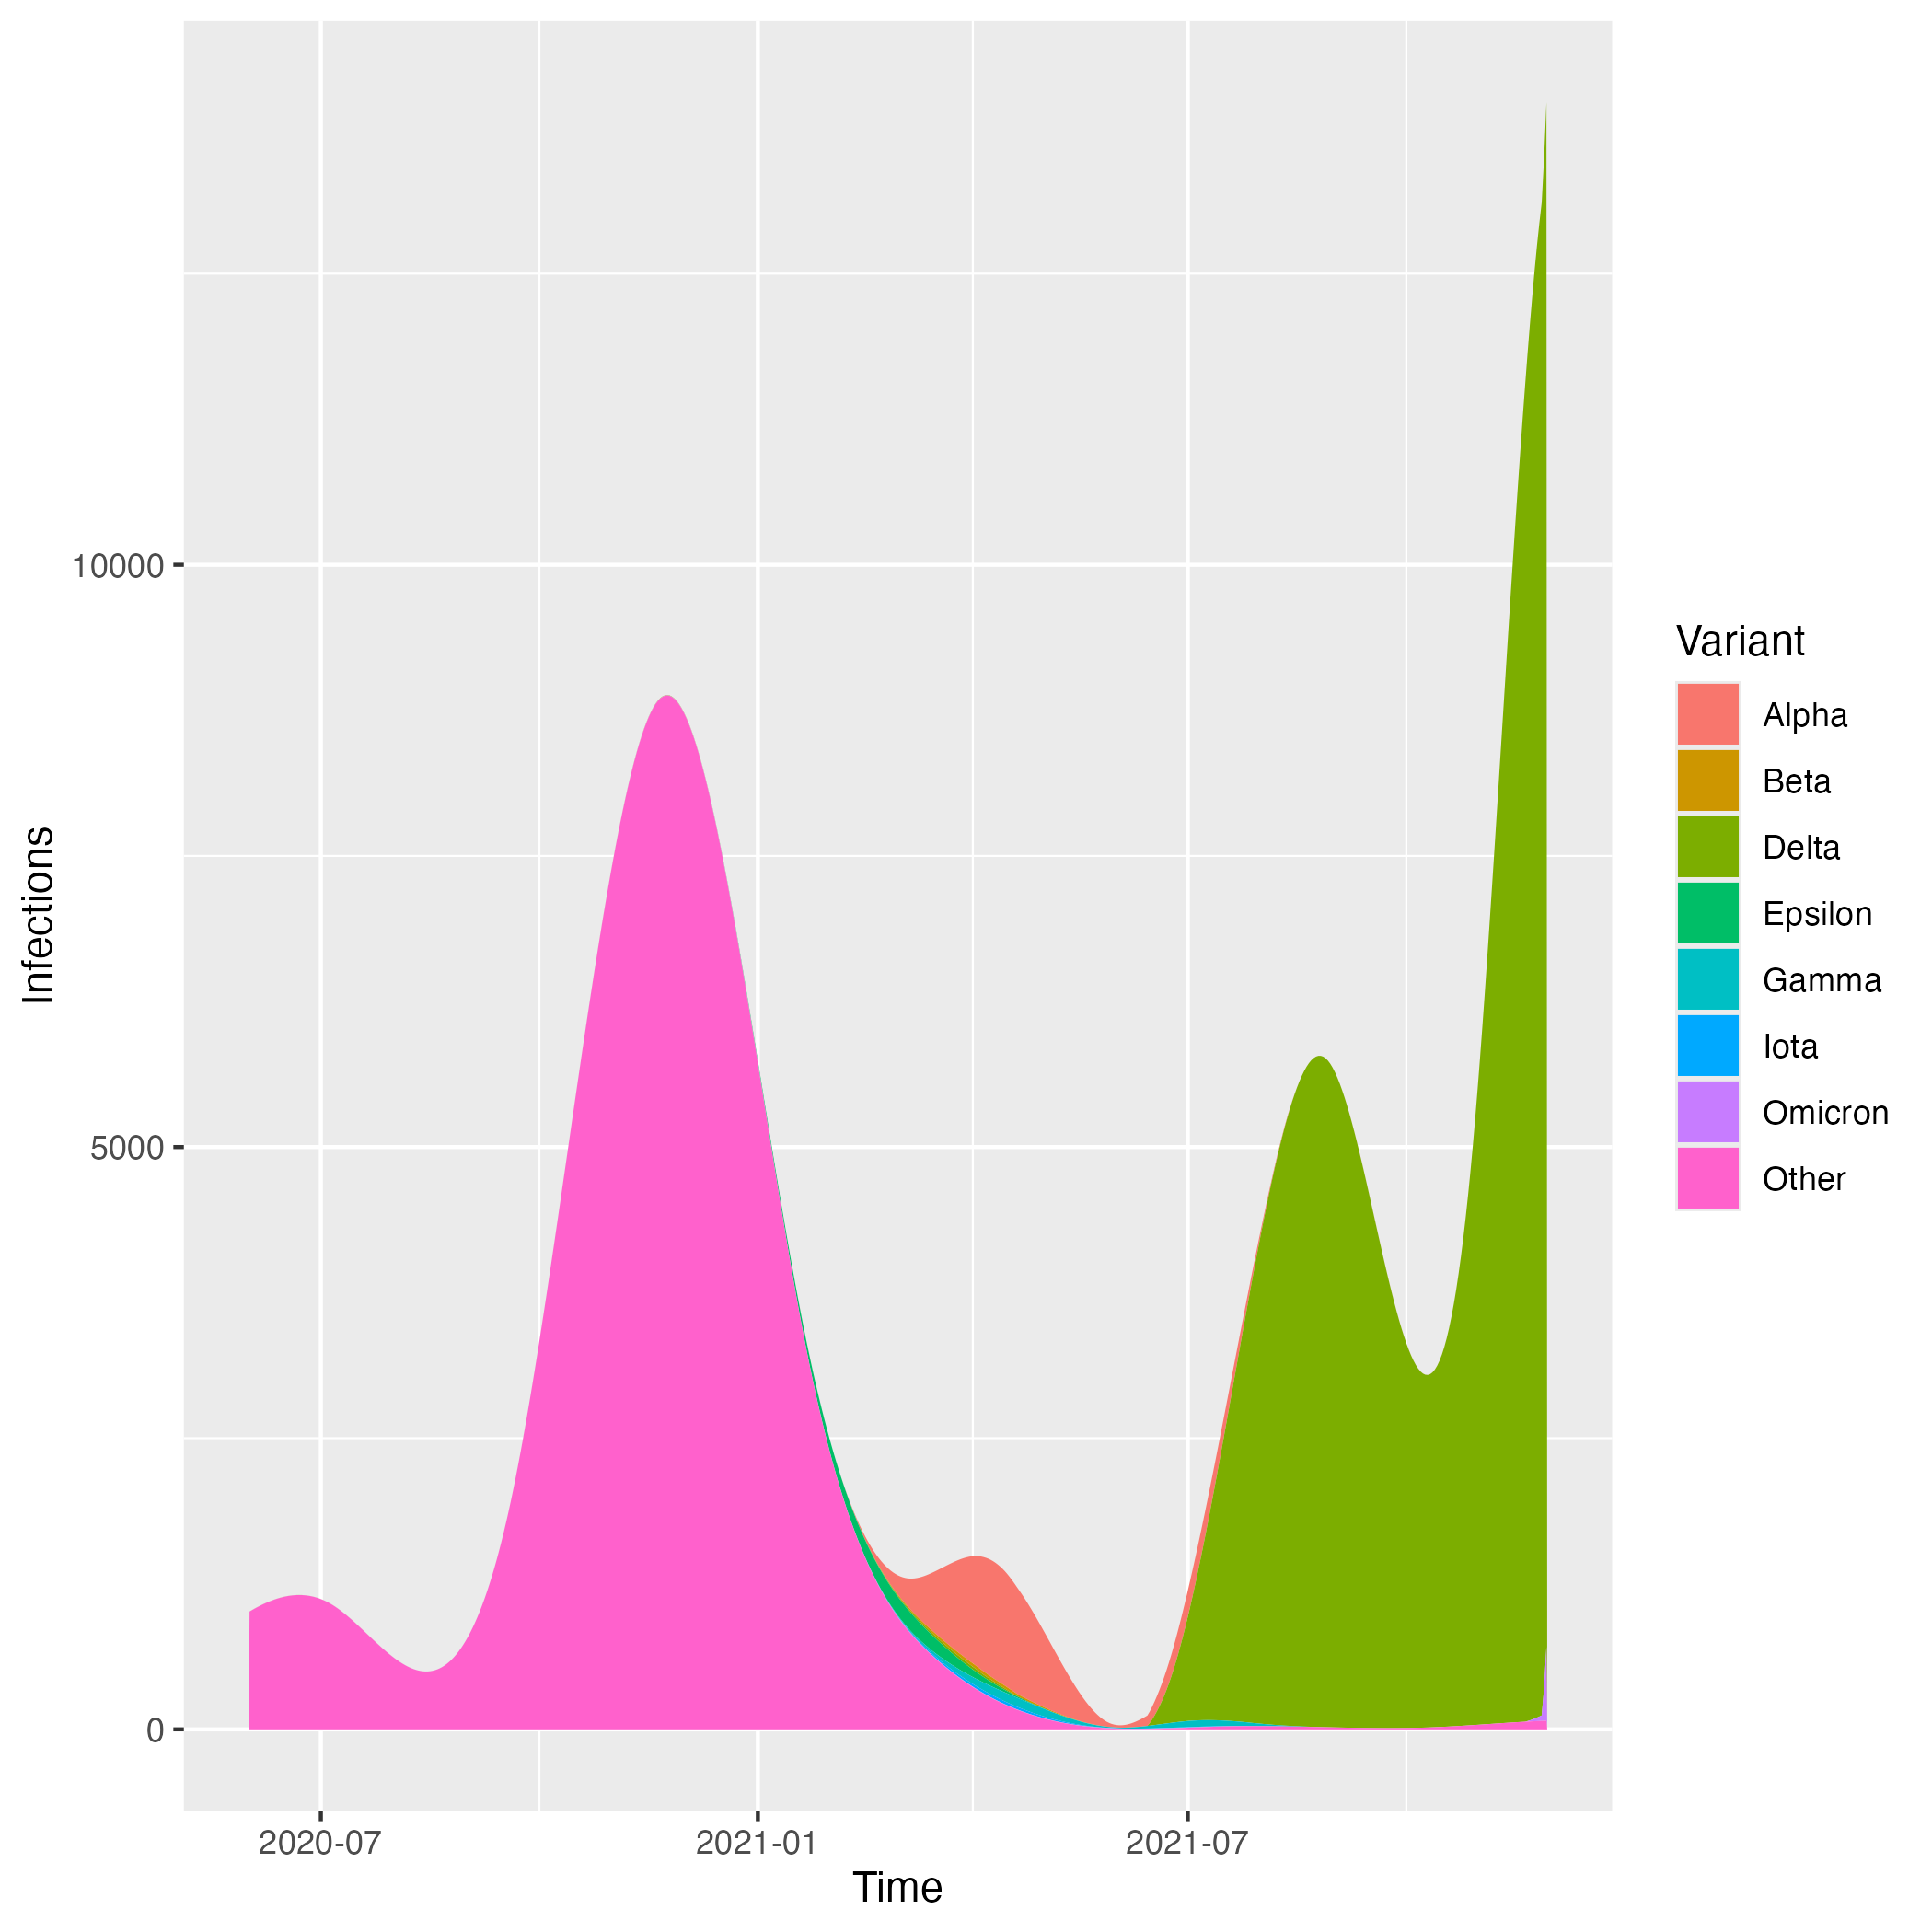 Infections
10000
5000
0
2020-07
2021-01
2021-07
Time
Variant
Alpha
Beta
Delta
Epsilon
Gamma
Iota
Omicron
Other